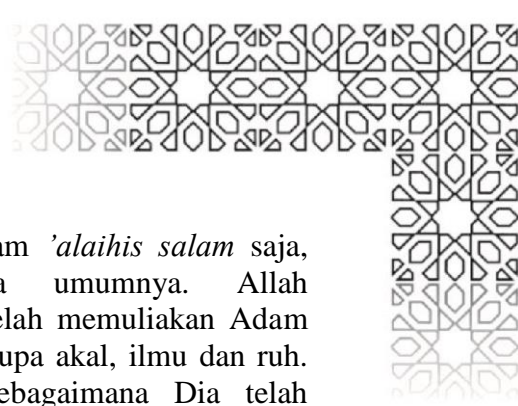 am ’alaihis salam saja,
a umumnya. Allah
elah memuliakan Adam
upa akal, ilmu dan ruh.
ebagaimana Dia telah